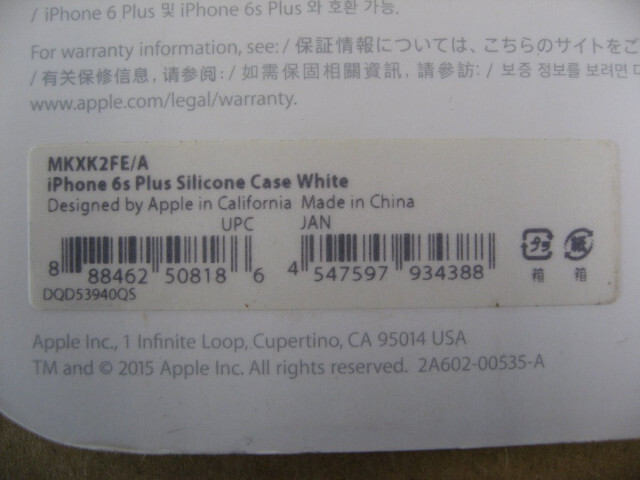 / iPhone 6 Plus 및 iPhone 6s Plus 와 호환 가능.
For warranty information, see: / 保証情報については、こちらのサイトをご
/ 有关保修信息，请参阅: / 如需保固相關資訊，請參訪: / 보증 정보를 보려면 다
www.apple.com/legal/warranty.
MKXK2FE/A
iPhone 6s Plus Silicone Case White
Designed by Apple in California Made in China
UPC JAN
8 88462 50818 6 4 547597 934388
DQD53940QS
プラ 紙
箱 箱
Apple Inc., 1 Infinite Loop, Cupertino, CA 95014 USA
TM and © 2015 Apple Inc. All rights reserved. 2A602-00535-A